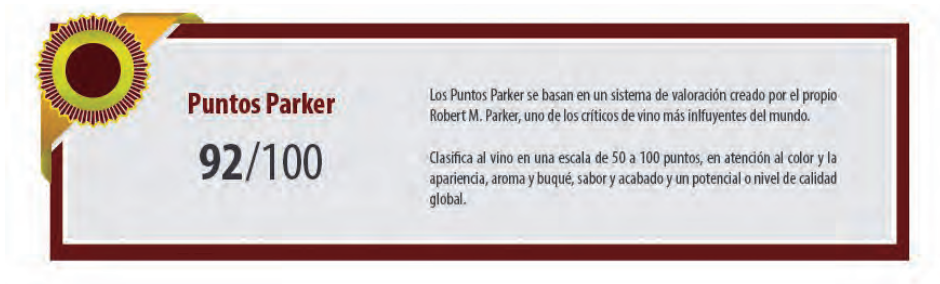 Puntos Parker
92/100
Los Puntos Parker se basan en un sistema de valoración creado por el propio
Robert M. Parker, uno de los críticos de vino más inlfuyentes del mundo.
Clasifica al vino en una escala de 50 a 100 puntos, en atención al color y la
apariencia, aroma y buqué, sabor y acabado y un potencial o nivel de calidad
global.